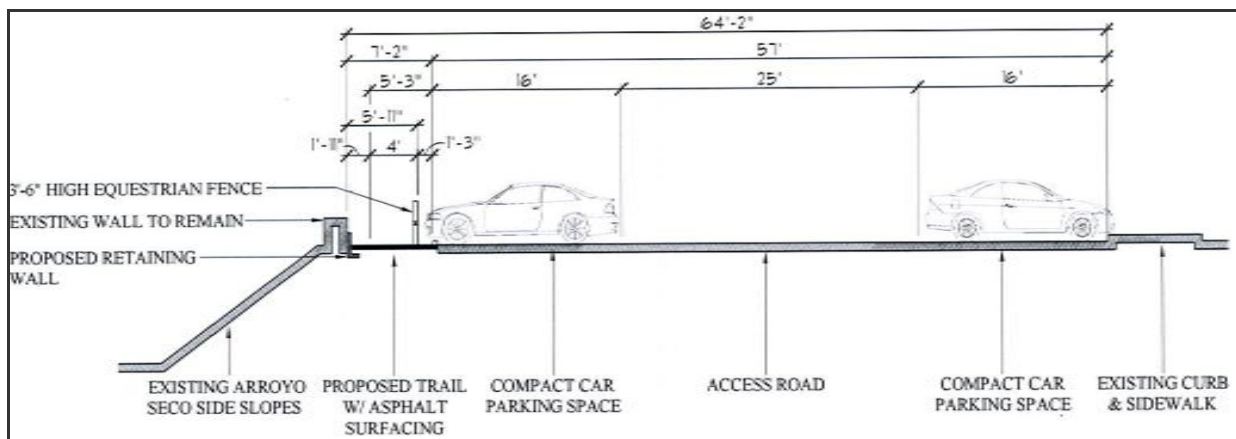 64'-2"
7'-2" 57'
5'-3" 16' 25' 16'
5'-11"
1'-11" 4' 1'-3"
3'-6" HIGH EQUESTRIAN FENCE
EXISTING WALL TO REMAIN
PROPOSED RETAINING
WALL
EXISTING ARROYO
SECO SIDE SLOPES
PROPOSED TRAIL
W/ ASPHALT
SURFACING
COMPACT CAR
PARKING SPACE
ACCESS ROAD
COMPACT CAR
PARKING SPACE
EXISTING CURB
& SIDEWALK